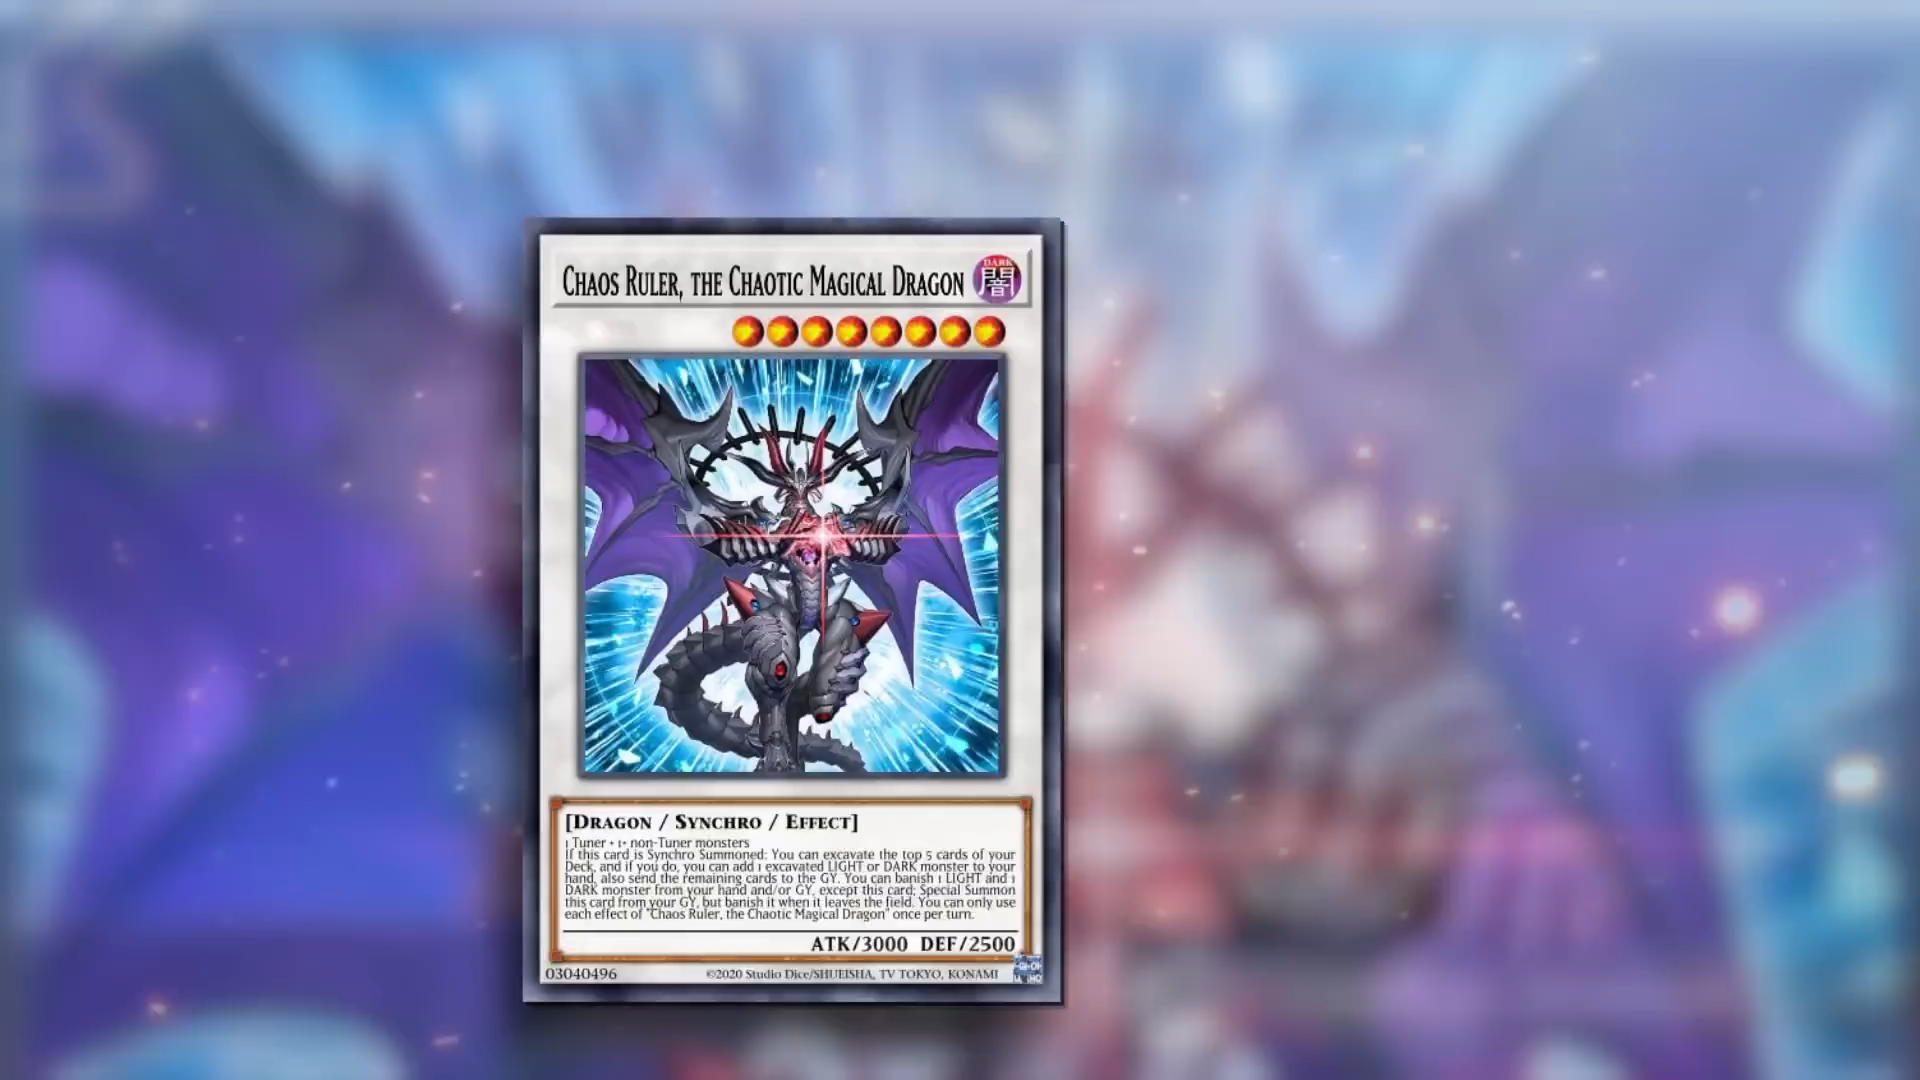 Chaos Ruler, the Chaotic Magical Dragon
DARK
闇
[Dragon / Synchro / Effect]
1 Tuner + 1+ non-Tuner monsters
If this card is Synchro Summoned: You can excavate the top 5 cards of your
Deck, and if you do, you can add 1 excavated LIGHT or DARK monster to your
hand, also send the remaining cards to the GY. You can banish 1 LIGHT and 1
DARK monster from your hand and/or GY, except this card; Special Summon
this card from your GY, but banish it when it leaves the field. You can only use
each effect of "Chaos Ruler, the Chaotic Magical Dragon" once per turn.
ATK/3000 DEF/2500
03040496 ©2020 Studio Dice/SHUEISHA, TV TOKYO, KONAMI